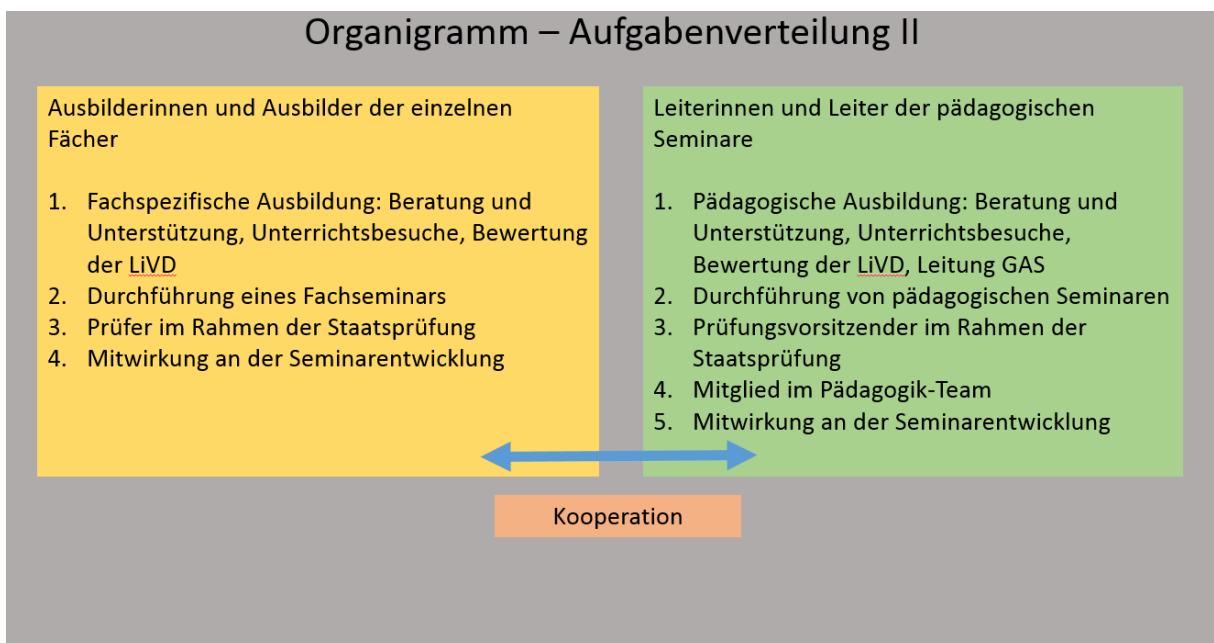 Organigramm – Aufgabenverteilung II
Ausbilderinnen und Ausbilder der einzelnen
Fächer
1. Fachspezifische Ausbildung: Beratung und
Unterstützung, Unterrichtsbesuche, Bewertung
der LiVD
2. Durchführung eines Fachseminars
3. Prüfer im Rahmen der Staatsprüfung
4. Mitwirkung an der Seminarentwicklung
Leiterinnen und Leiter der pädagogischen
Seminare
1. Pädagogische Ausbildung: Beratung und
Unterstützung, Unterrichtsbesuche,
Bewertung der LiVD, Leitung GAS
2. Durchführung von pädagogischen Seminaren
3. Prüfungsvorsitzender im Rahmen der
Staatsprüfung
4. Mitglied im Pädagogik-Team
5. Mitwirkung an der Seminarentwicklung
Kooperation